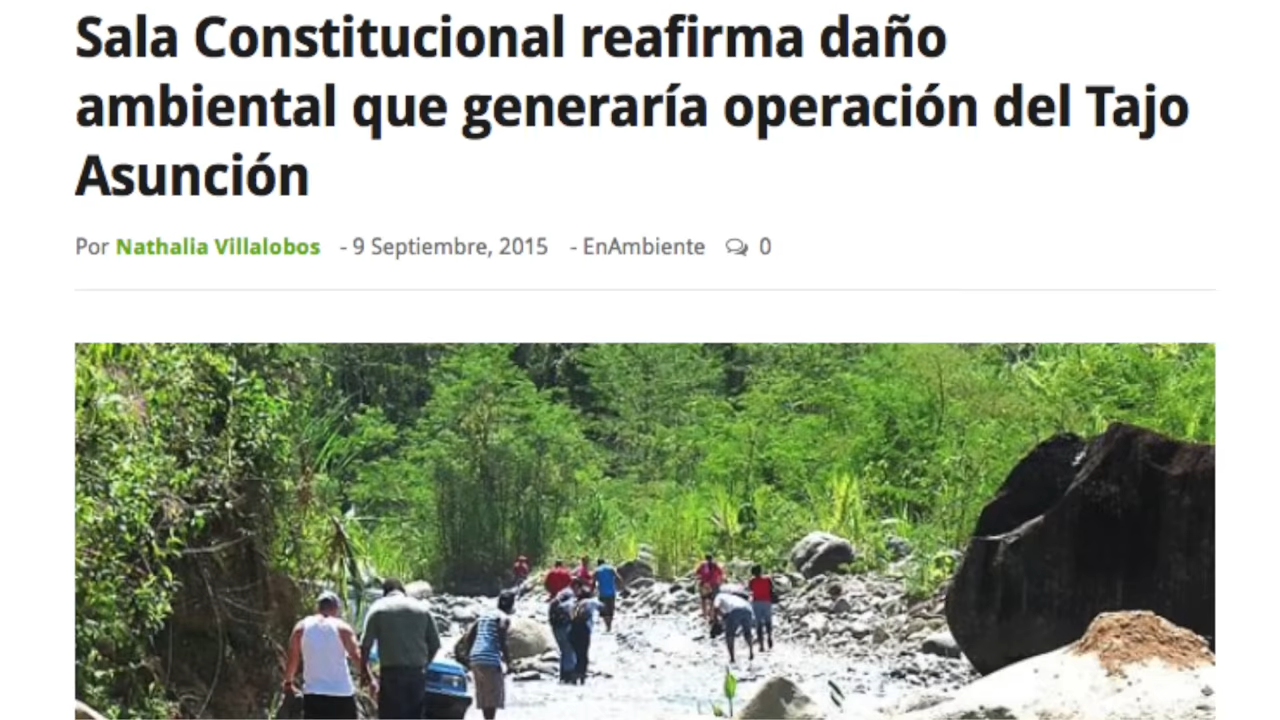 Sala Constitucional reafirma daño
ambiental que generaría operación del Tajo
Asunción
Por Nathalia Villalobos - 9 Septiembre, 2015 - EnAmbiente 0